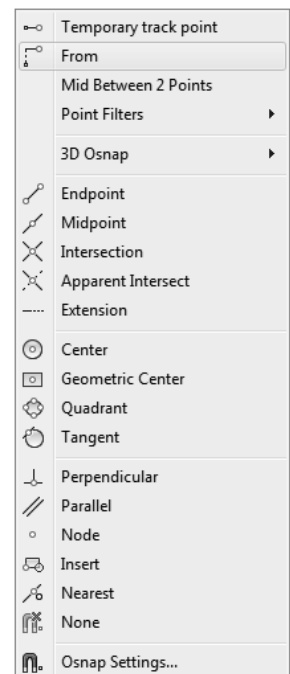 Temporary track point
From
Mid Between 2 Points
Point Filters
3D Osnap
Endpoint
Midpoint
Intersection
Apparent Intersect
Extension
Center
Geometric Center
Quadrant
Tangent
Perpendicular
Parallel
Node
Insert
Nearest
None
Osnap Settings...